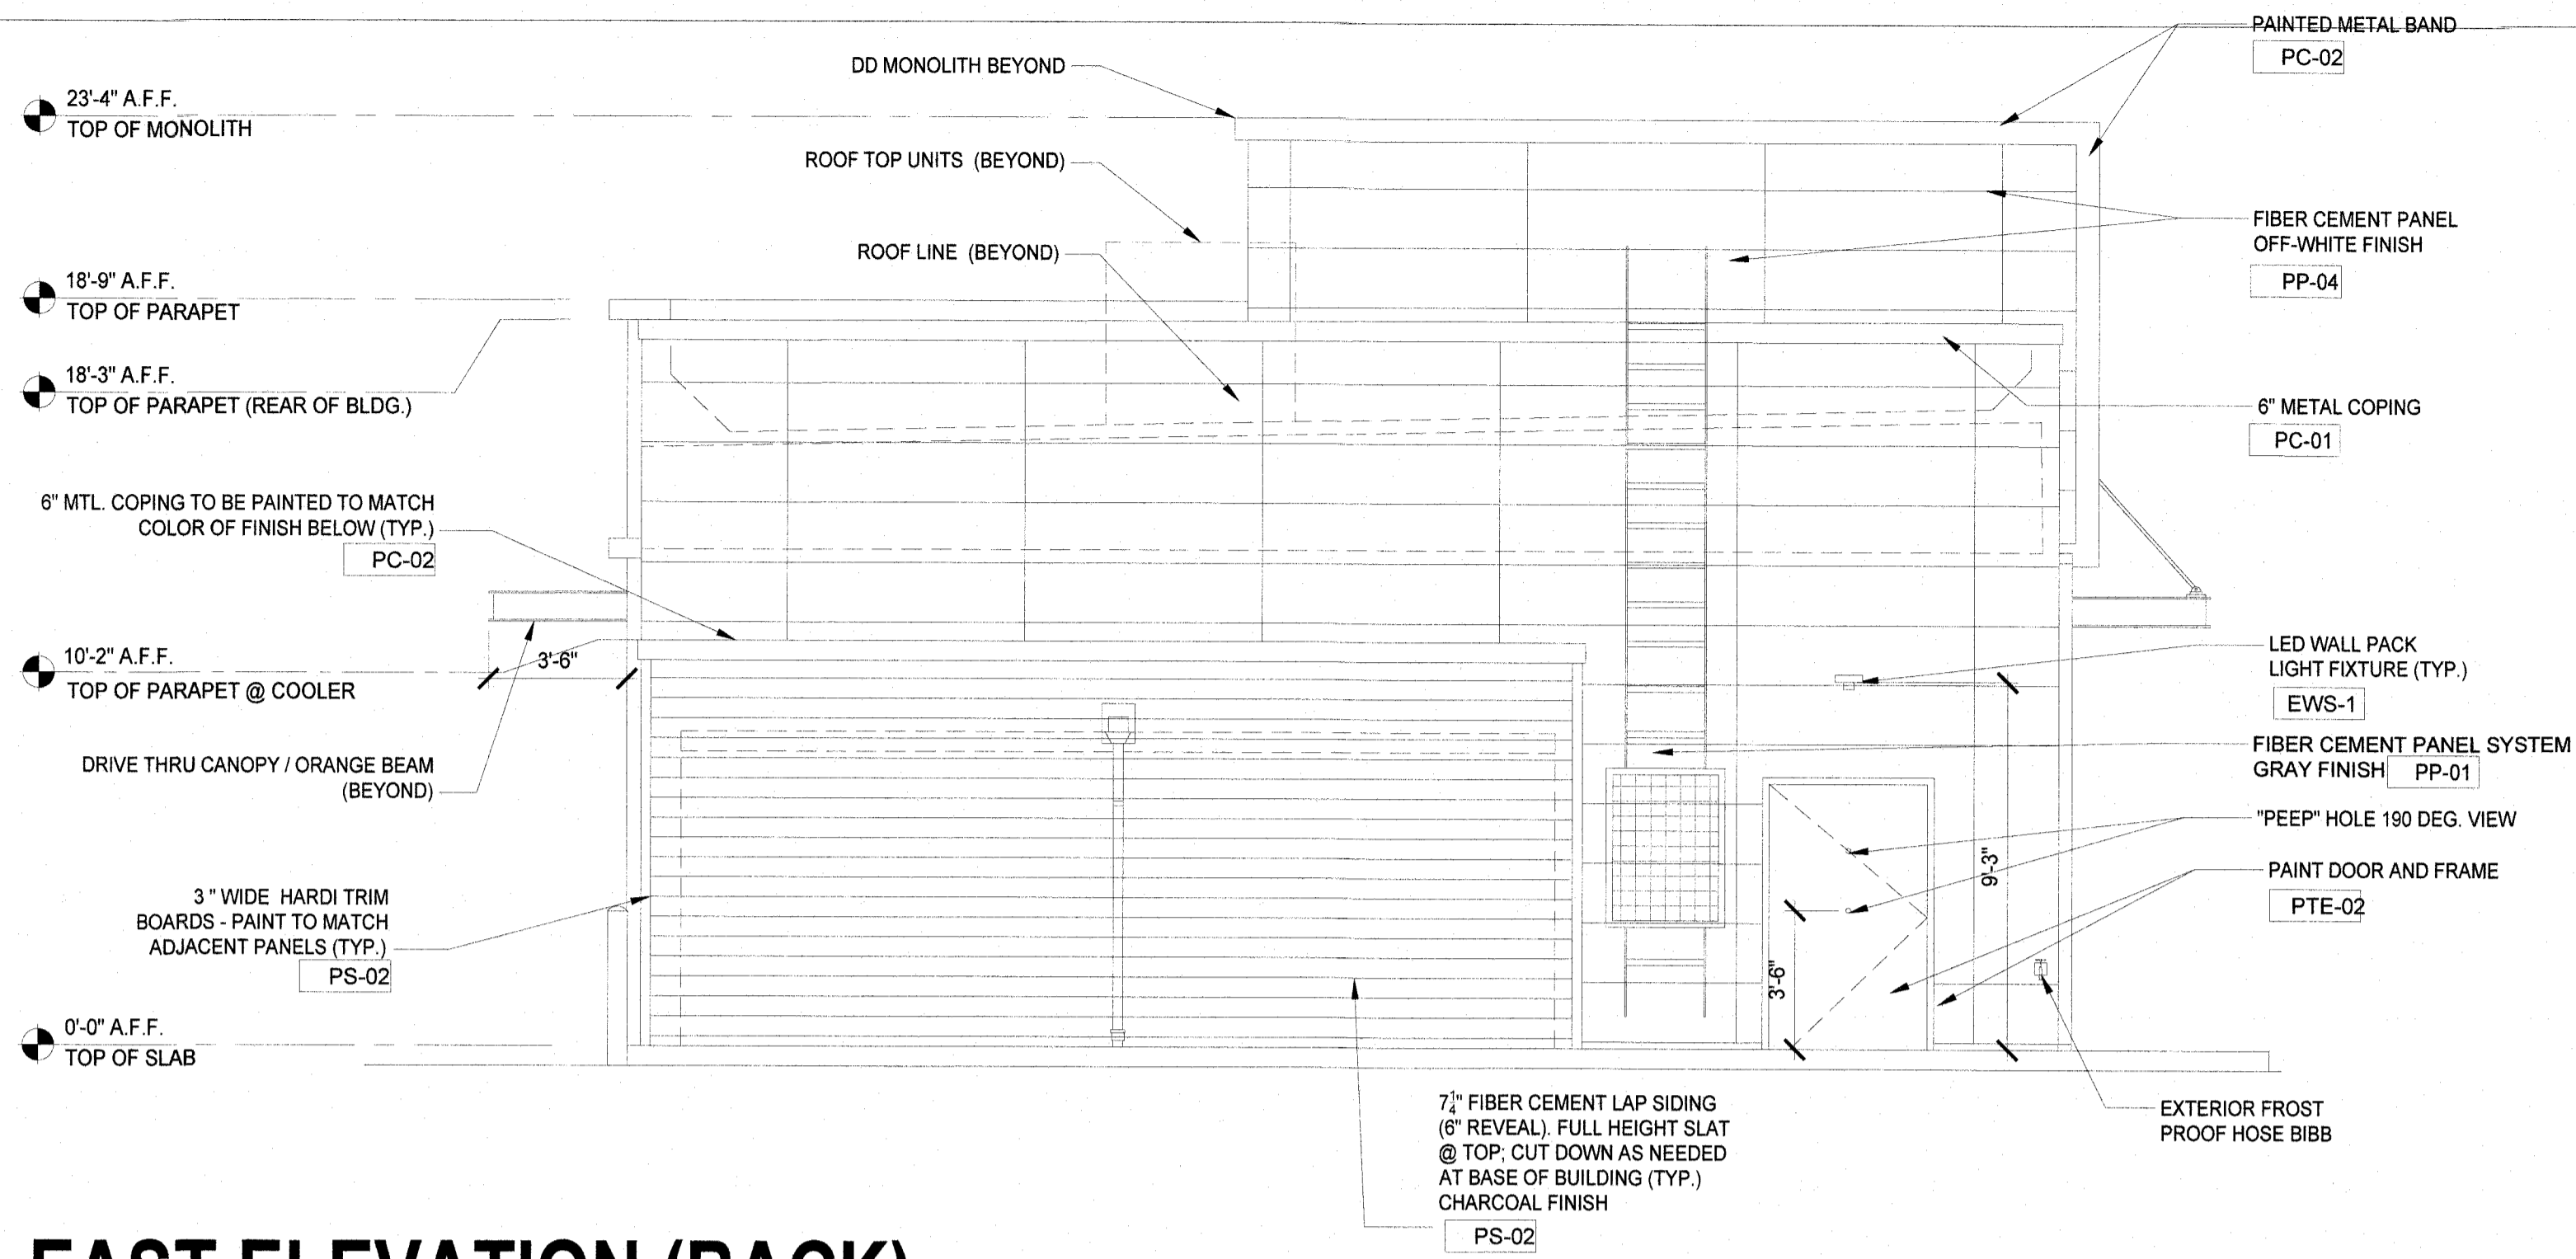 PAINTED METAL BAND
PC-02
DD MONOLITH BEYOND
23'-4" A.F.F.
TOP OF MONOLITH
ROOF TOP UNITS (BEYOND)
FIBER CEMENT PANEL
OFF-WHITE FINISH
PP-04
ROOF LINE (BEYOND)
18'-9" A.F.F.
TOP OF PARAPET
18'-3" A.F.F.
TOP OF PARAPET (REAR OF BLDG.)
6" METAL COPING
PC-01
6" MTL. COPING TO BE PAINTED TO MATCH
COLOR OF FINISH BELOW (TYP.)
PC-02
10'-2" A.F.F.
TOP OF PARAPET @ COOLER
3'-6"
LED WALL PACK
LIGHT FIXTURE (TYP.)
EWS-1
DRIVE THRU CANOPY / ORANGE BEAM
(BEYOND)
FIBER CEMENT PANEL SYSTEM
GRAY FINISH PP-01
"PEEP" HOLE 190 DEG. VIEW
9'-3"
PAINT DOOR AND FRAME
PTE-02
3 " WIDE HARDI TRIM
BOARDS - PAINT TO MATCH
ADJACENT PANELS (TYP.)
PS-02
3'-6"
0'-0" A.F.F.
TOP OF SLAB
7 1/4" FIBER CEMENT LAP SIDING
(6" REVEAL). FULL HEIGHT SLAT
@ TOP; CUT DOWN AS NEEDED
AT BASE OF BUILDING (TYP.)
CHARCOAL FINISH
PS-02
EXTERIOR FROST
PROOF HOSE BIBB
EAST ELEVATION (BACK)